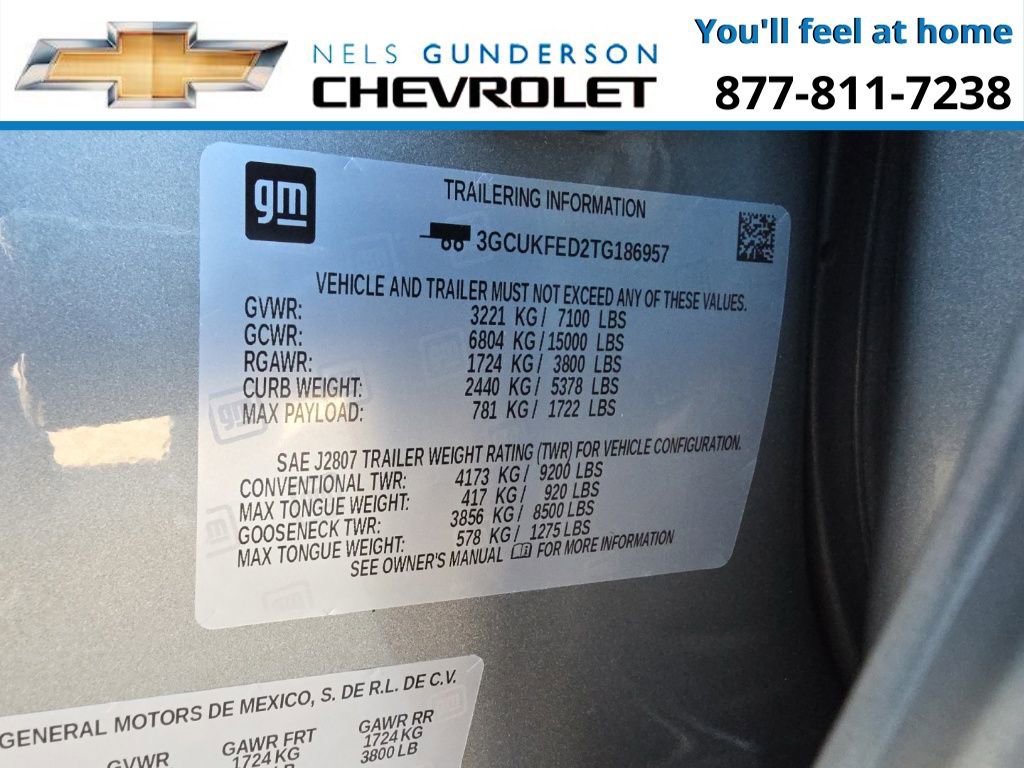 NELS GUNDERSON
CHEVROLET
You'll feel at home
877-811-7238
gm
TRAILERING INFORMATION
3GCUKFED2TG186957
VEHICLE AND TRAILER MUST NOT EXCEED ANY OF THESE VALUES.
GVWR: 3221 KG/ 7100 LBS
GCWR: 6804 KG/15000 LBS
RGAWR: 1724 KG/ 3800 LBS
CURB WEIGHT: 2440 KG/ 5378 LBS
MAX PAYLOAD: 781 KG/ 1722 LBS
SAE J2807 TRAILER WEIGHT RATING (TWR) FOR VEHICLE CONFIGURATION.
CONVENTIONAL TWR: 4173 KG/ 9200 LBS
MAX TONGUE WEIGHT: 417 KG/ 920 LBS
GOOSENECK TWR: 3856 KG/ 8500 LBS
MAX TONGUE WEIGHT: 578 KG/ 1275 LBS
SEE OWNER'S MANUAL FOR MORE INFORMATION
GENERAL MOTORS DE MEXICO, S. DE R.L. DE C.V.
GVWR GAWR FRT GAWR RR
1724 KG 1724 KG
3800 LB